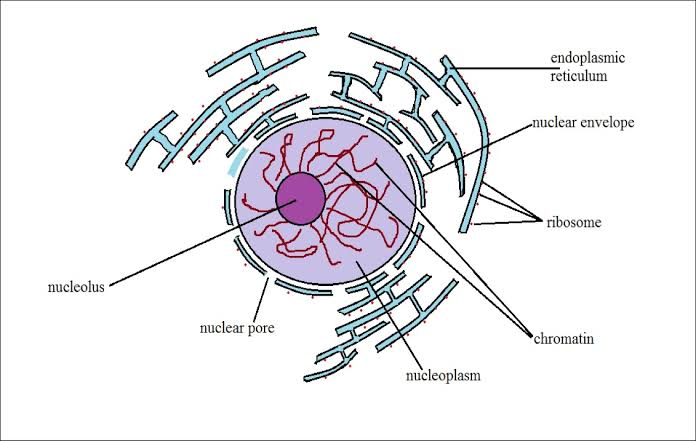 endoplasmic
reticulum
nuclear envelope
ribosome
nucleolus
nuclear pore
chromatin
nucleoplasm